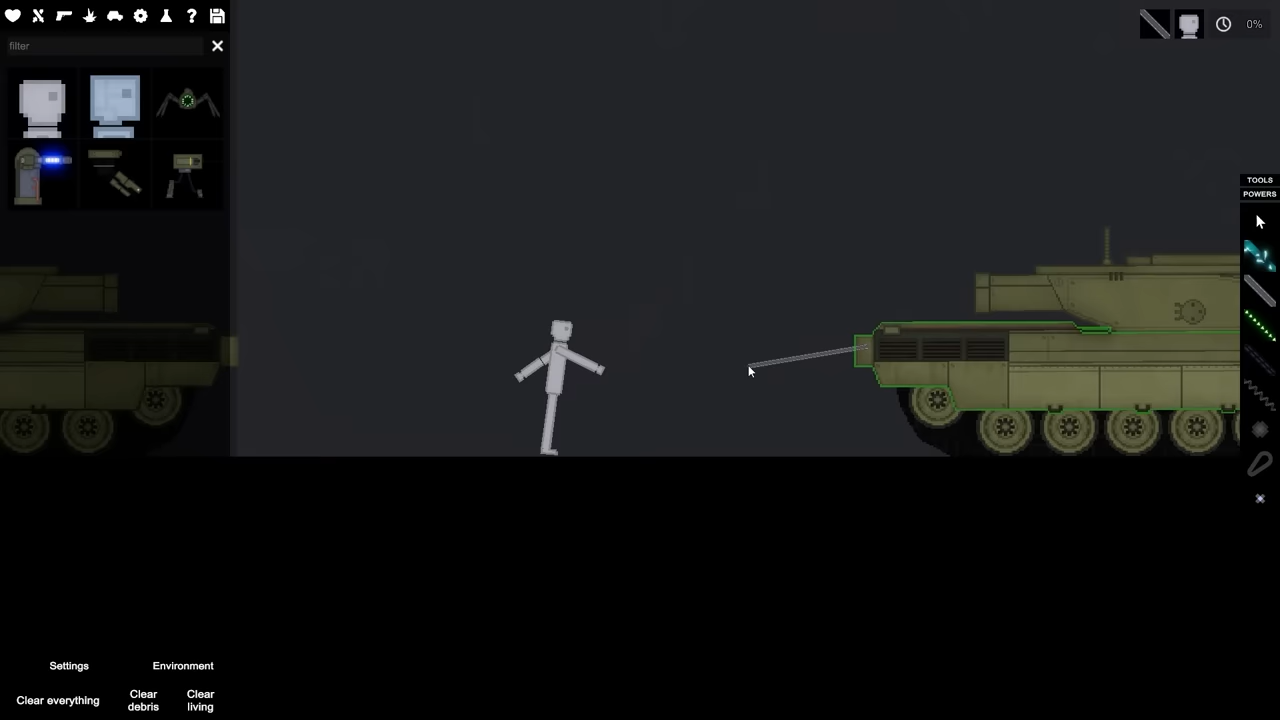 filter
0%
TOOLS
POWERS
Settings
Environment
Clear everything
Clear
debris
Clear
living